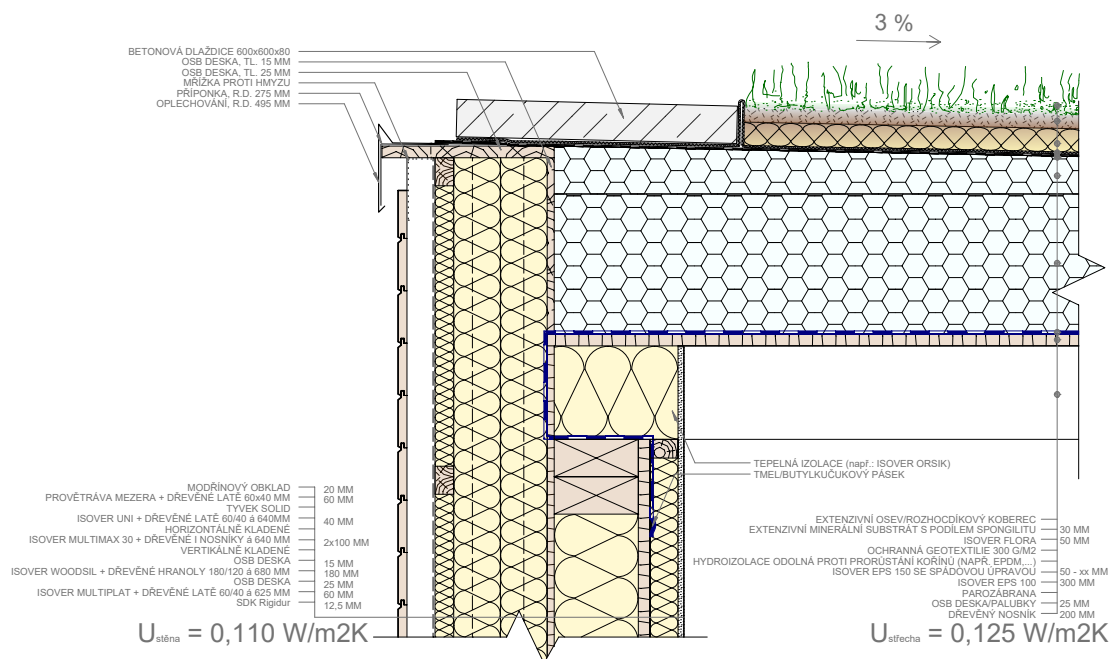 3 %
BETONOVÁ DLAŽDICE 600x600x80
OSB DESKA, TL. 15 MM
OSB DESKA, TL. 25 MM
MŘÍŽKA PROTI HMYZU
PŘÍPONKA, R.D. 275 MM
OPLECHOVÁNÍ, R.D. 495 MM
TEPELNÁ IZOLACE (např.: ISOVER ORSIK)
TMEL/BUTYLKUČUKOVÝ PÁSEK
MODŘÍNOVÝ OBKLAD 20 MM
PROVĚTRÁVA MEZERA + DŘEVĚNÉ LATĚ 60x40 MM 60 MM
TYVEK SOLID
ISOVER UNI + DŘEVĚNÉ LATĚ 60/40 á 640MM 40 MM
HORIZONTÁLNĚ KLADENÉ
ISOVER MULTIMAX 30 + DŘEVĚNÉ I NOSNÍKY á 640 MM 2x100 MM
VERTIKÁLNĚ KLADENÉ
OSB DESKA 15 MM
ISOVER WOODSIL + DŘEVĚNÉ HRANOLY 180/120 á 680 MM 180 MM
OSB DESKA 25 MM
ISOVER MULTIPLAT + DŘEVĚNÉ LATĚ 60/40 á 625 MM 60 MM
SDK Rigidur 12,5 MM
Ustěna = 0,110 W/m2K
EXTENZIVNÍ OSEV/ROZHOCDÍKOVÝ KOBEREC
EXTENZIVNÍ MINERÁLNÍ SUBSTRÁT S PODÍLEM SPONGILITU 30 MM
ISOVER FLORA 50 MM
OCHRANNÁ GEOTEXTILIE 300 G/M2
HYDROIZOLACE ODOLNÁ PROTI PRORŮSTÁNÍ KOŘÍNŮ (NAPŘ. EPDM,...)
ISOVER EPS 150 SE SPÁDOVOU ÚPRAVOU 50 - xx MM
ISOVER EPS 100 300 MM
PAROZÁBRANA
OSB DESKA/PALUBKY 25 MM
DŘEVĚNÝ NOSNÍK 200 MM
Ustřecha = 0,125 W/m2K